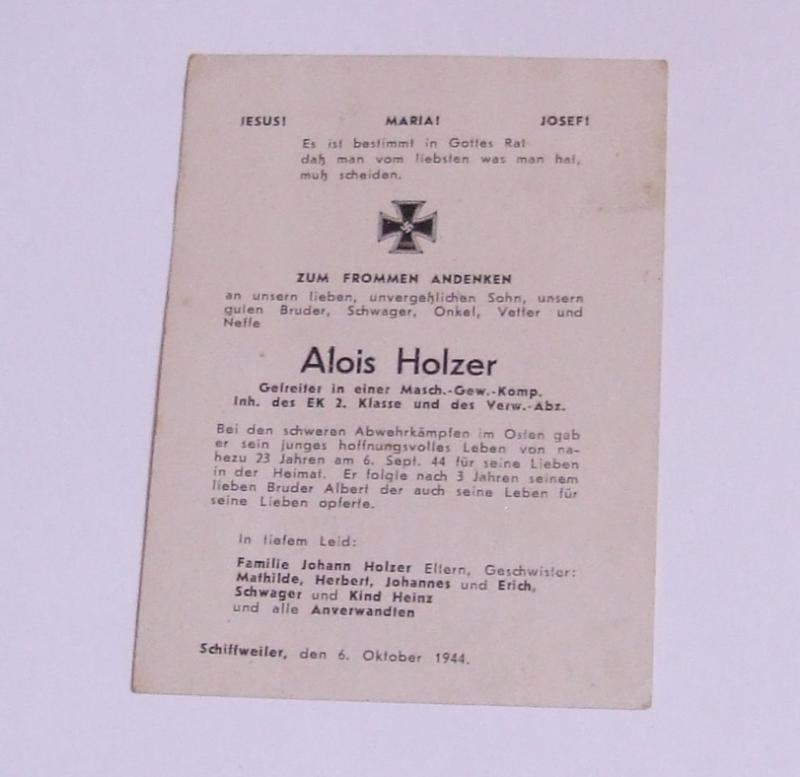 JESUS! MARIA! JOSEF!
Es ist bestimmt in Gottes Rat
daß man vom liebsten was man hat,
muß scheiden.
ZUM FROMMEN ANDENKEN
an unsern lieben, unvergeßlichen Sohn, unsern
guten Bruder, Schwager, Onkel, Vetter und
Neffe
Alois Holzer
Gefreiter in einer Masch.-Gew.-Komp.
Inh. des EK 2. Klasse und des Verw.-Abz.
Bei den schweren Abwehrkämpfen im Osten gab
er sein junges hoffnungsvolles Leben von na-
hezu 23 Jahren am 6. Sept. 44 für seine Lieben
in der Heimat. Er folgte nach 3 Jahren seinem
lieben Bruder Albert der auch seine Leben für
seine Lieben opferte.
In tiefem Leid:
Familie Johann Holzer Eltern, Geschwister:
Mathilde, Herbert, Johannes und Erich,
Schwager und Kind Heinz
und alle Anverwandten
Schiffweiler, den 6. Oktober 1944.